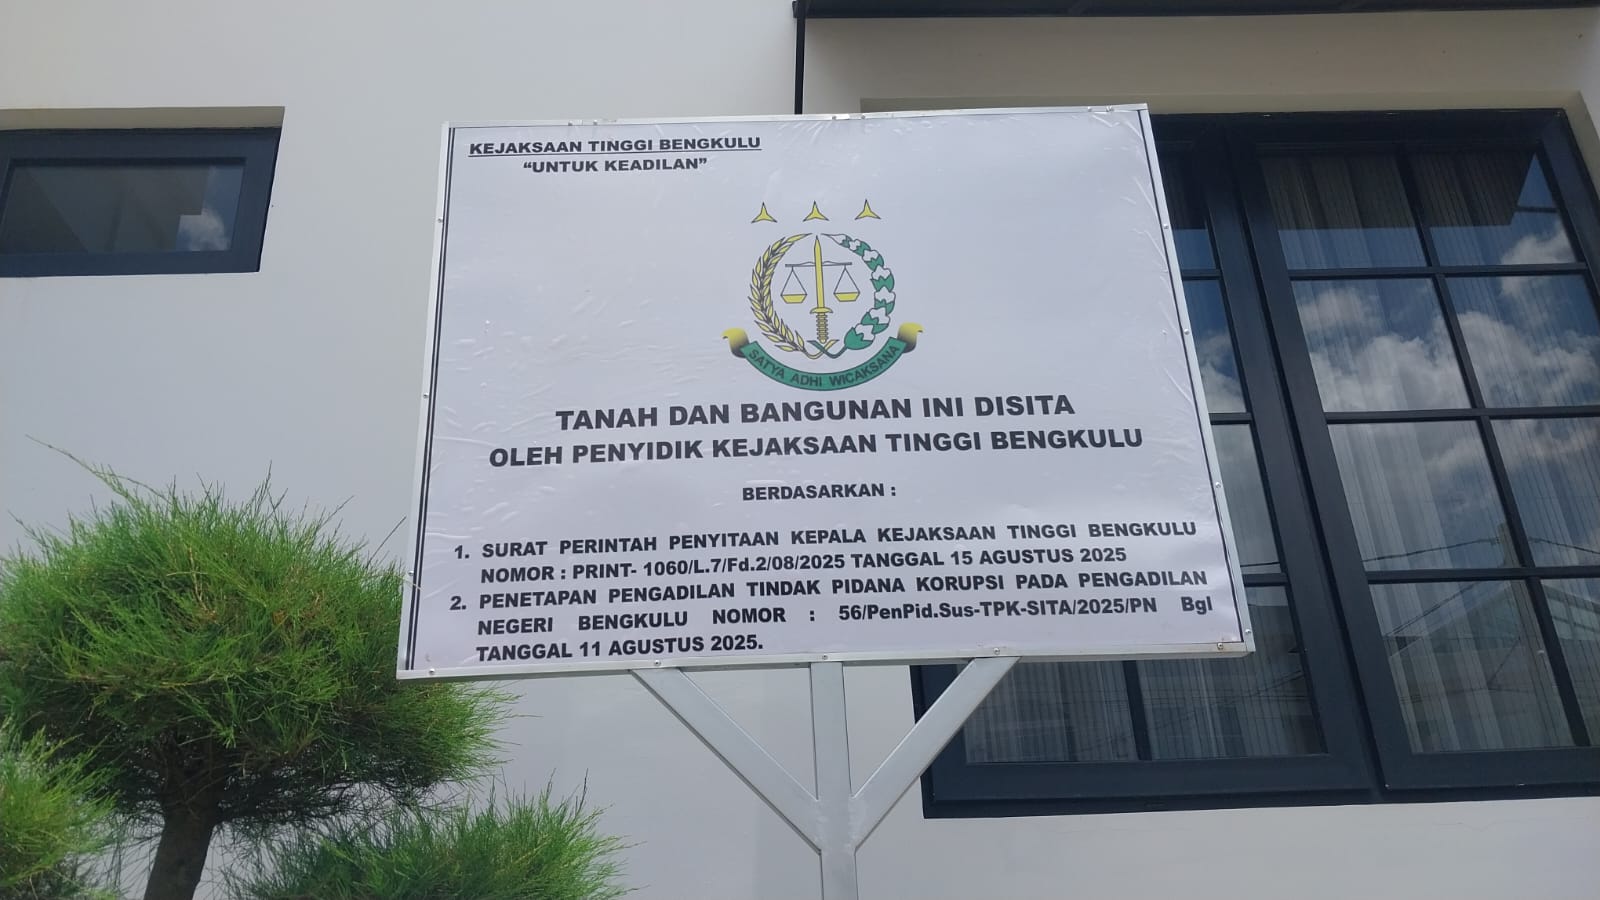 KEJAKSAAN TINGGI BENGKULU
“UNTUK KEADILAN”
SATYA ADHI WICAKSANA
TANAH DAN BANGUNAN INI DISITA
OLEH PENYIDIK KEJAKSAAN TINGGI BENGKULU
BERDASARKAN :
1. SURAT PERINTAH PENYITAAN KEPALA KEJAKSAAN TINGGI BENGKULU
NOMOR : PRINT- 1060/L.7/Fd.2/08/2025 TANGGAL 15 AGUSTUS 2025
2. PENETAPAN PENGADILAN TINDAK PIDANA KORUPSI PADA PENGADILAN
NEGERI BENGKULU NOMOR : 56/PenPid.Sus-TPK-SITA/2025/PN Bgl
TANGGAL 11 AGUSTUS 2025.